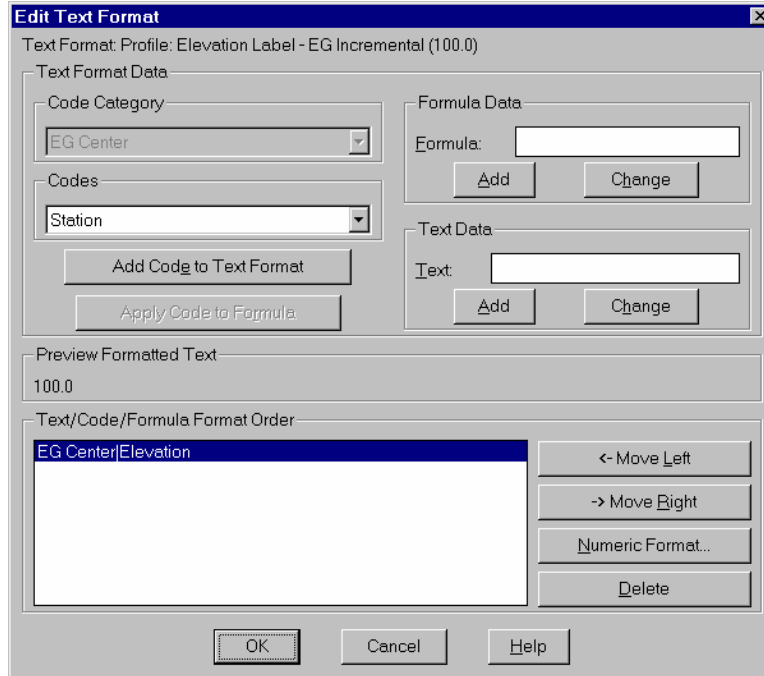 Edit Text Format
Text Format: Profile: Elevation Label - EG Incremental (100.0)
Text Format Data
Code Category
EG Center
Codes
Station
Add Code to Text Format
Apply Code to Formula
Formula Data
Formula:
Add
Change
Text Data
Text:
Add
Change
Preview Formatted Text
100.0
Text/Code/Formula Format Order
EG Center|Elevation
<- Move Left
-> Move Right
Numeric Format...
Delete
OK
Cancel
Help